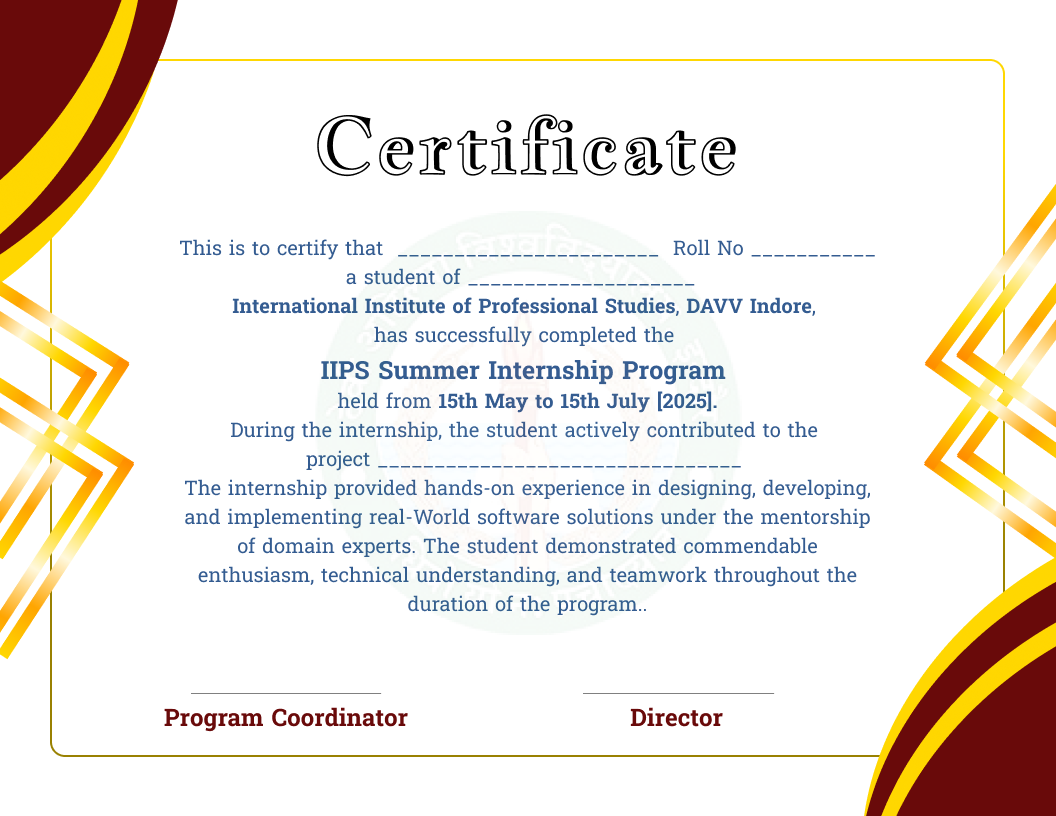 Certificate
This is to certify that _______________________ Roll No ___________
a student of ____________________
International Institute of Professional Studies, DAVV Indore,
has successfully completed the
IIPS Summer Internship Program
held from 15th May to 15th July [2025].
During the internship, the student actively contributed to the
project ________________________________
The internship provided hands-on experience in designing, developing,
and implementing real-World software solutions under the mentorship
of domain experts. The student demonstrated commendable
enthusiasm, technical understanding, and teamwork throughout the
duration of the program..
Program Coordinator
Director